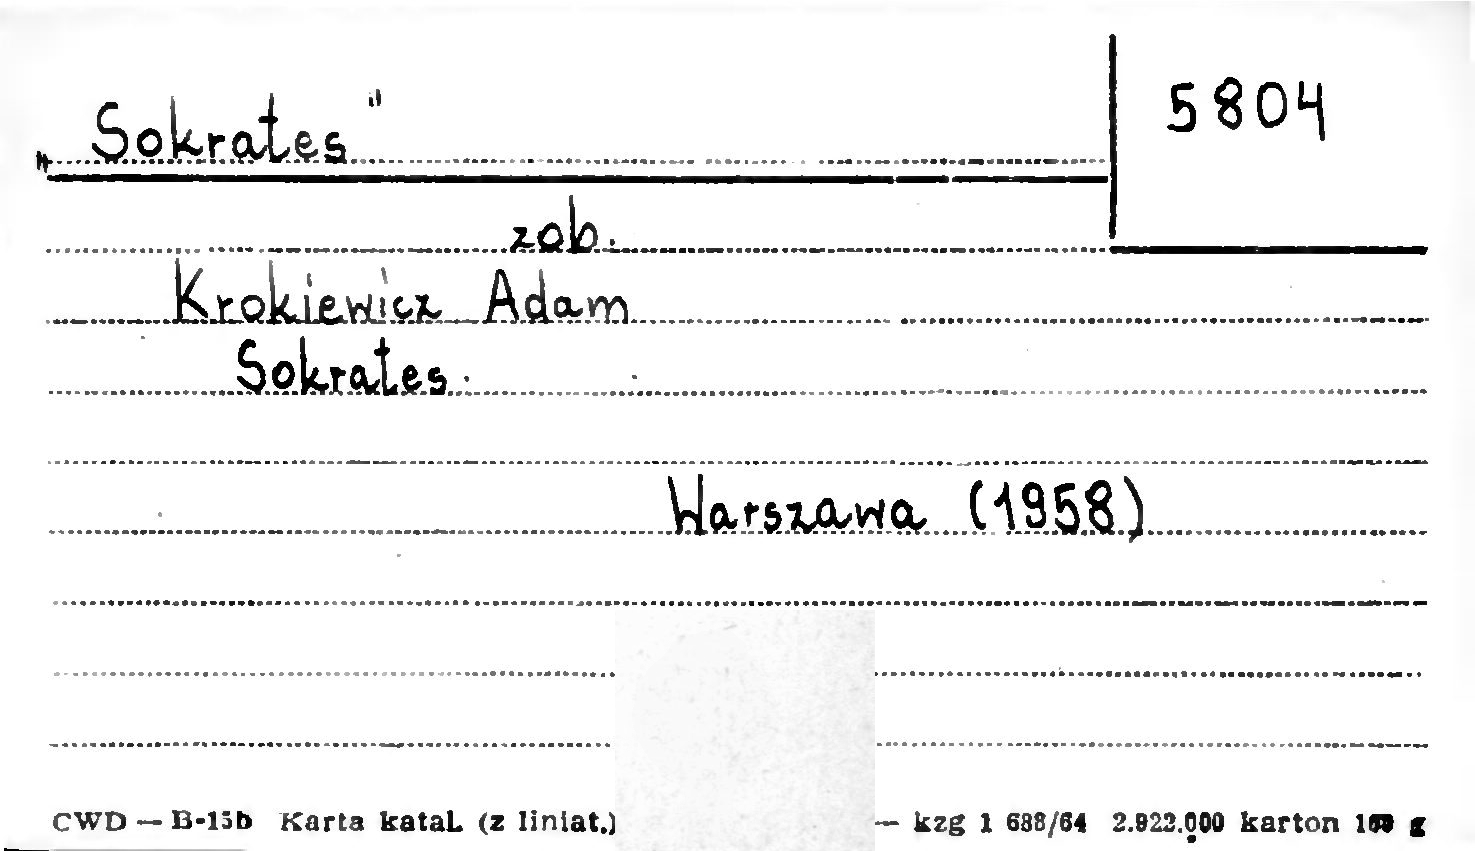 „Sokrates"
5804
zob.
Krokiewicz Adam
Sokrates.
Warszawa (1958)
CWD — B-15b Karta katal. (z liniat.) — kzg 1 688/64 2.922.000 karton g